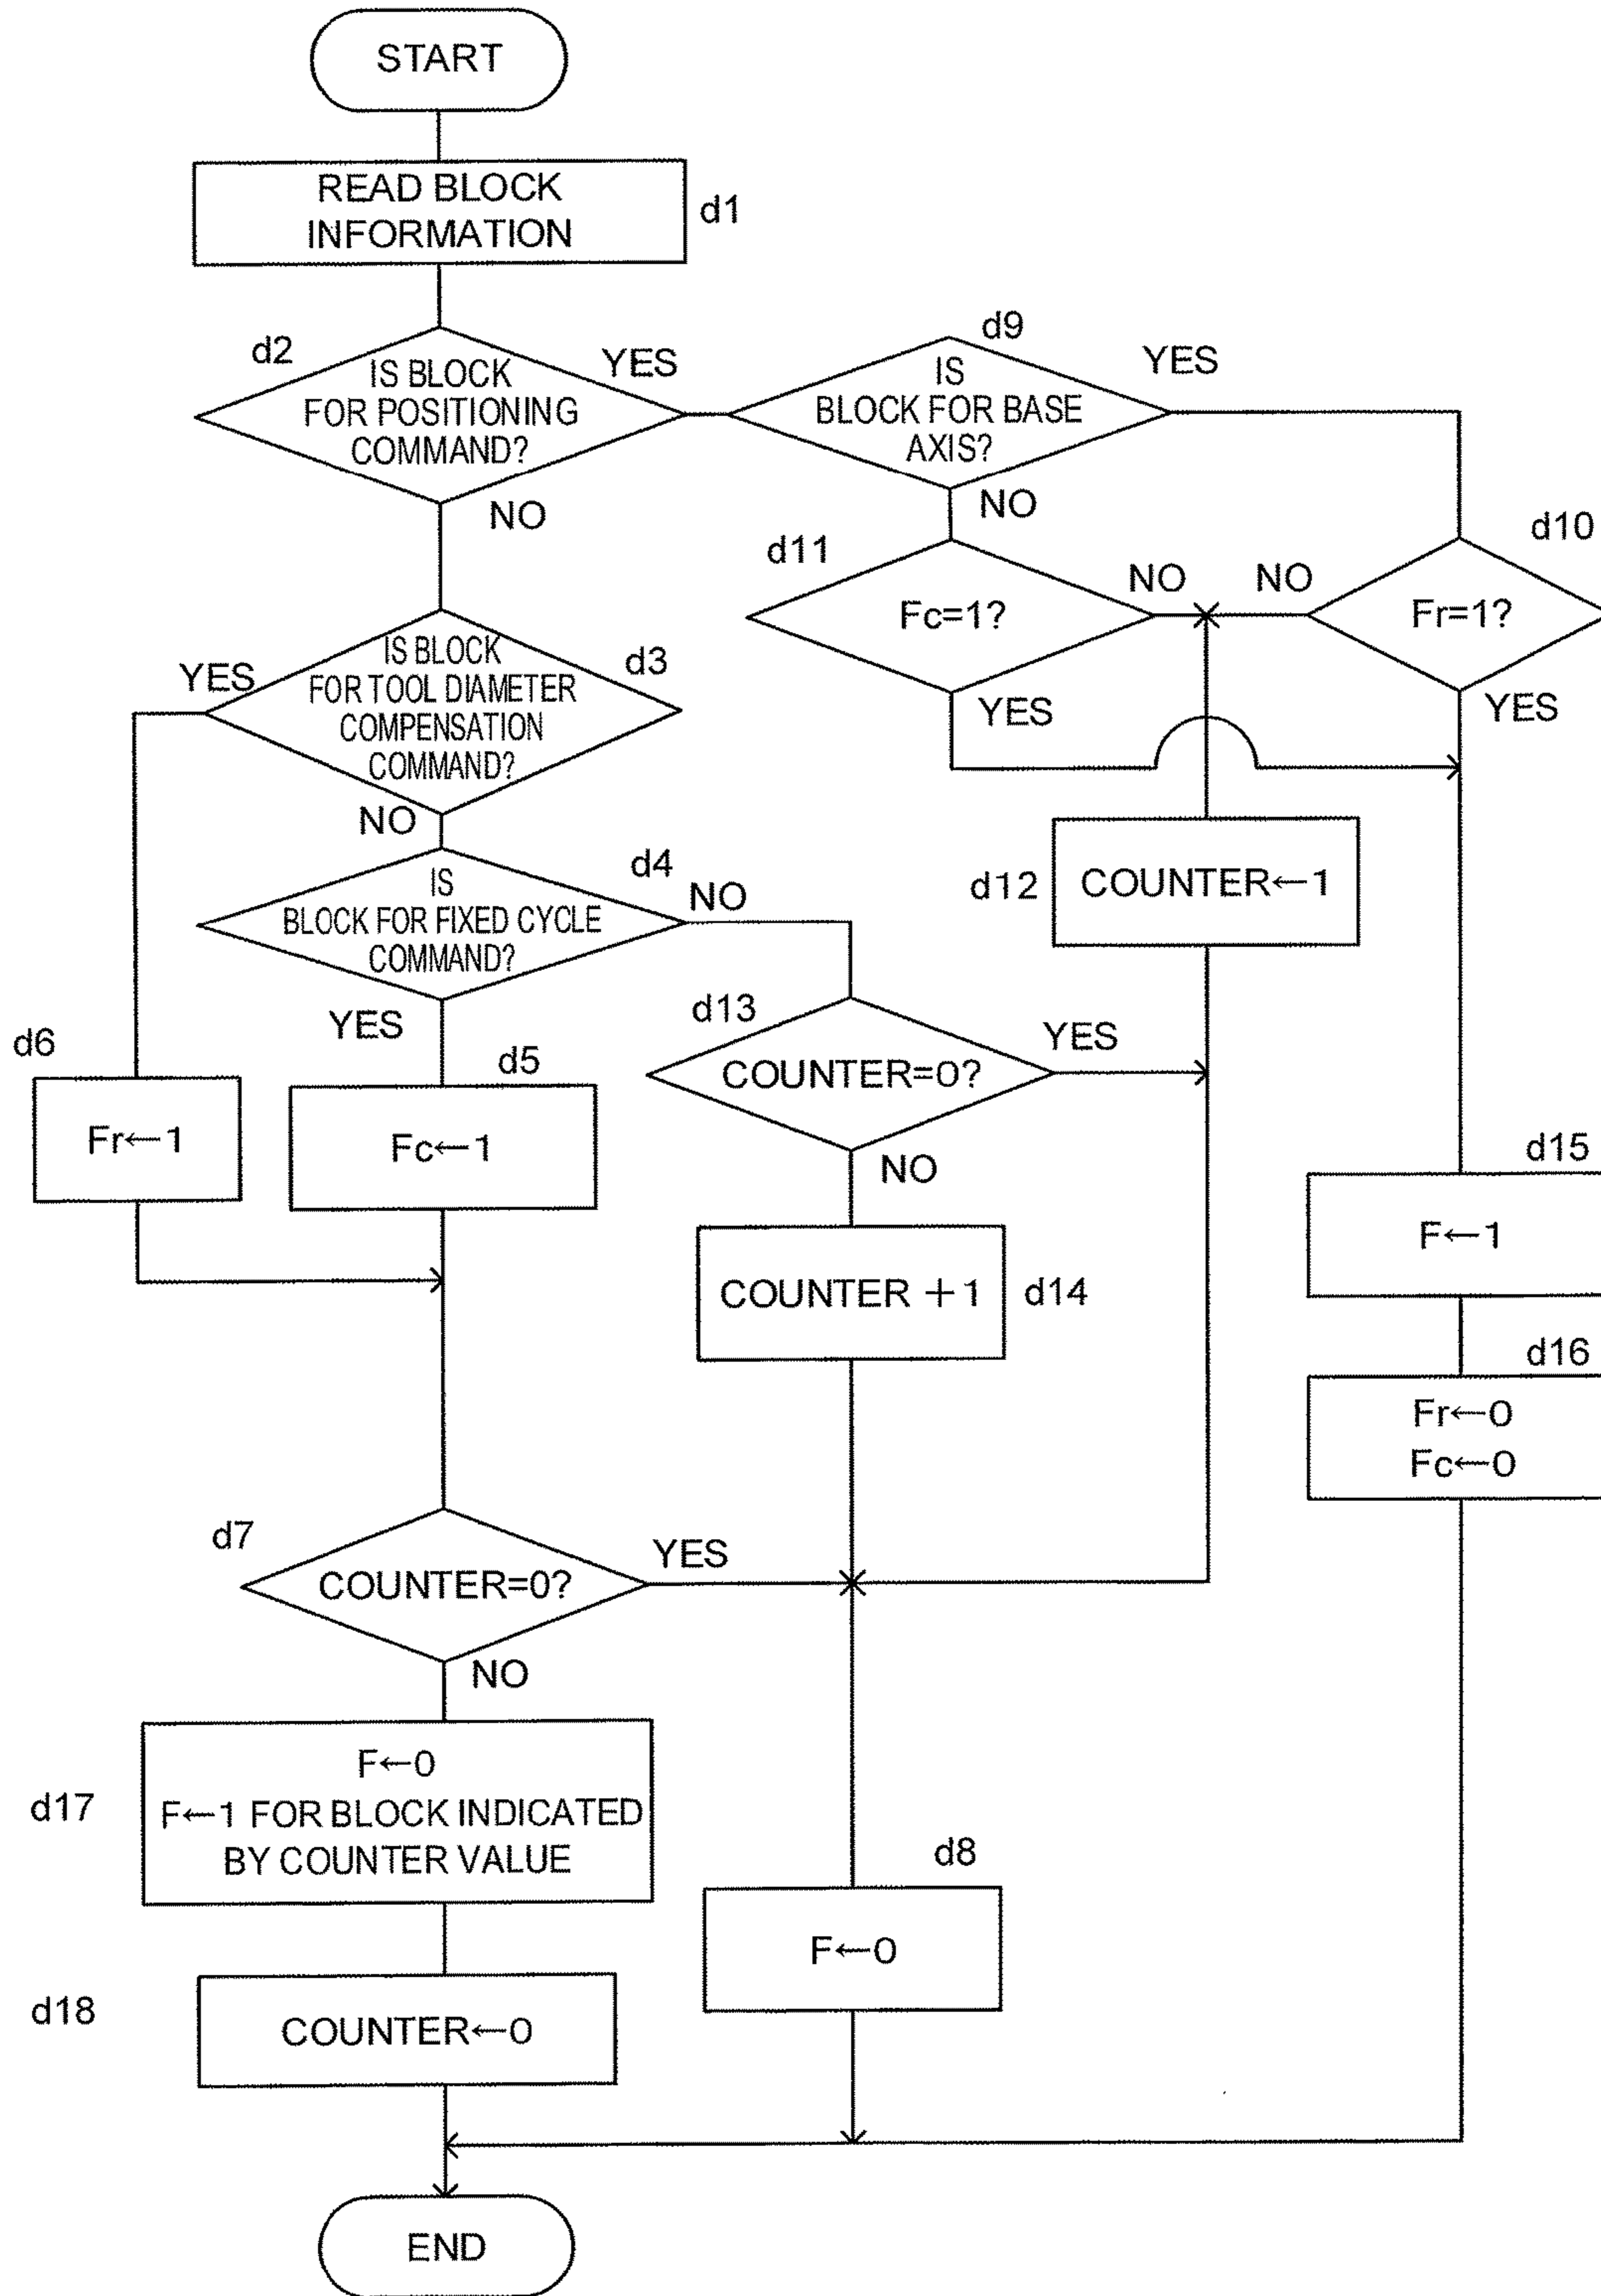 START
READ BLOCK
INFORMATION
d1
d2
IS BLOCK
FOR POSITIONING
COMMAND?
YES
NO
d9
IS
BLOCK FOR BASE
AXIS?
YES
NO
d11
Fc=1?
NO
YES
d10
Fr=1?
NO
YES
d3
IS BLOCK
FOR TOOL DIAMETER
COMPENSATION
COMMAND?
YES
NO
d12
COUNTER←1
d4
IS
BLOCK FOR FIXED CYCLE
COMMAND?
NO
YES
d13
COUNTER=0?
YES
NO
d6
Fr←1
d5
Fc←1
COUNTER +1
d14
d15
F←1
d16
Fr←0
Fc←0
d7
COUNTER=0?
YES
NO
d17
F←0
F←1 FOR BLOCK INDICATED
BY COUNTER VALUE
d8
F←0
d18
COUNTER←0
END